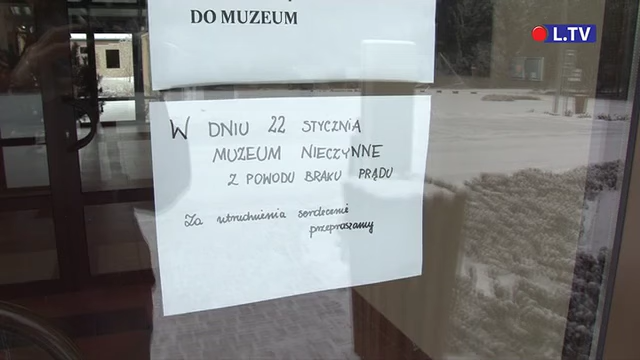 L.TV
DO MUZEUM
W DNIU 22 STYCZNIA
MUZEUM NIECZYNNE
Z POWODU BRAKU PRĄDU
Za utrudnienia serdecznie
przepraszamy